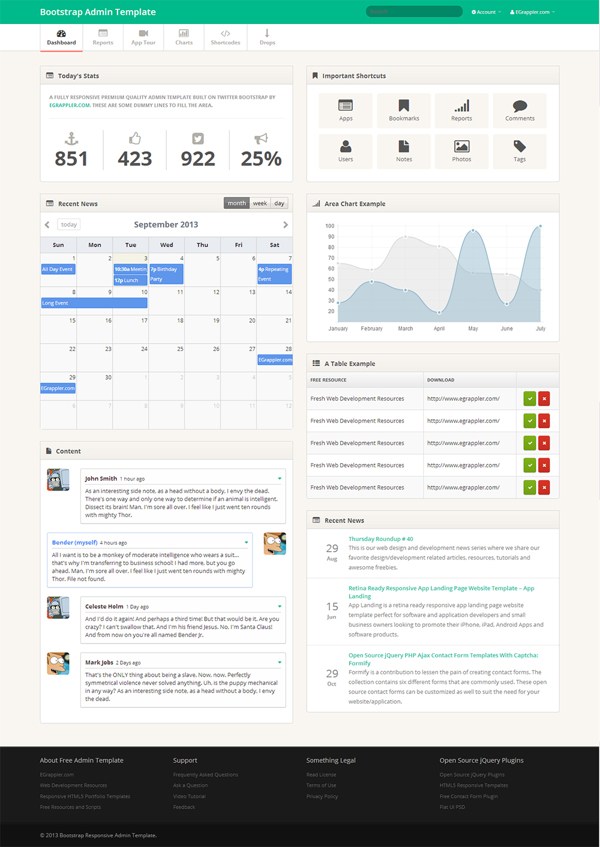 Bootstrap Admin Template
Account
EGrappler.com
Dashboard
Reports
App Tour
Charts
Shortcodes
Drops
Today's Stats
A FULLY RESPONSIVE PREMIUM QUALITY ADMIN TEMPLATE BUILT ON TWITTER BOOTSTRAP BY
EGRAPPLER.COM. THESE ARE SOME DUMMY LINES TO FILL THE AREA.
851
423
922
25%
Important Shortcuts
Apps
Bookmarks
Reports
Comments
Users
Notes
Photos
Tags
Recent News
month week day
today
September 2013
Sun Mon Tue Wed Thu Fri Sat
1 2 3 4 5 6 7
All Day Event
10:30a Meetin
12p Lunch
7p Birthday
Party
4p Repeating
Event
8 9 10 11 12 13 14
Long Event
15 16 17 18 19 20 21
22 23 24 25 26 27 28
EGrappler.com
29 30 1 2 3 4 5
EGrappler.com
6 7 8 9 10 11 12
Area Chart Example
100
90
80
70
60
50
40
30
20
10
January February March April May June July
A Table Example
FREE RESOURCE DOWNLOAD
Fresh Web Development Resources http://www.egrappler.com/
Fresh Web Development Resources http://www.egrappler.com/
Fresh Web Development Resources http://www.egrappler.com/
Fresh Web Development Resources http://www.egrappler.com/
Fresh Web Development Resources http://www.egrappler.com/
Content
John Smith 1 hour ago
As an interesting side note, as a head without a body, I envy the dead.
There's one way and only one way to determine if an animal is intelligent.
Dissect its brain! Man, I'm sore all over. I feel like I just went ten rounds
with mighty Thor.
Bender (myself) 4 hours ago
All I want is to be a monkey of moderate intelligence who wears a suit...
that's why I'm transferring to business school! I had more, but you go
ahead. Man, I'm sore all over. I feel like I just went ten rounds with mighty
Thor. File not found.
Celeste Holm 1 Day ago
And I'd do it again! And perhaps a third time! But that would be it. Are you
crazy? I can't swallow that. And I'm his friend Jesus. No, I'm Santa Claus!
And from now on you're all named Bender Jr.
Mark Jobs 2 Days ago
That's the ONLY thing about being a slave. Now, now. Perfectly
symmetrical violence never solved anything. Uh, is the puppy mechanical
in any way? As an interesting side note, as a head without a body, I envy
the dead.
Recent News
29
Aug
Thursday Roundup # 40
This is our web design and development news series where we share our
favorite design/development related articles, resources, tutorials and
awesome freebies.
15
Jun
Retina Ready Responsive App Landing Page Website Template – App
Landing
App Landing is a retina ready responsive app landing page website
template perfect for software and application developers and small
business owners looking to promote their iPhone, iPad, Android Apps and
software products.
29
Oct
Open Source jQuery PHP Ajax Contact Form Templates With Captcha:
Formify
Formify is a contribution to lessen the pain of creating contact forms. The
collection contains six different forms that are commonly used. These open
source contact forms can be customized as well to suit the need for your
website/application.
About Free Admin Template
EGrappler.com
Web Development Resources
Responsive HTML5 Portfolio Templates
Free Resources and Scripts
Support
Frequently Asked Questions
Ask a Question
Video Tutorial
Feedback
Something Legal
Read License
Terms of Use
Privacy Policy
Open Source jQuery Plugins
Open Source jQuery Plugins
HTML5 Responsive Tempaltes
Free Contact Form Plugin
Flat UI PSD
© 2013 Bootstrap Responsive Admin Template.